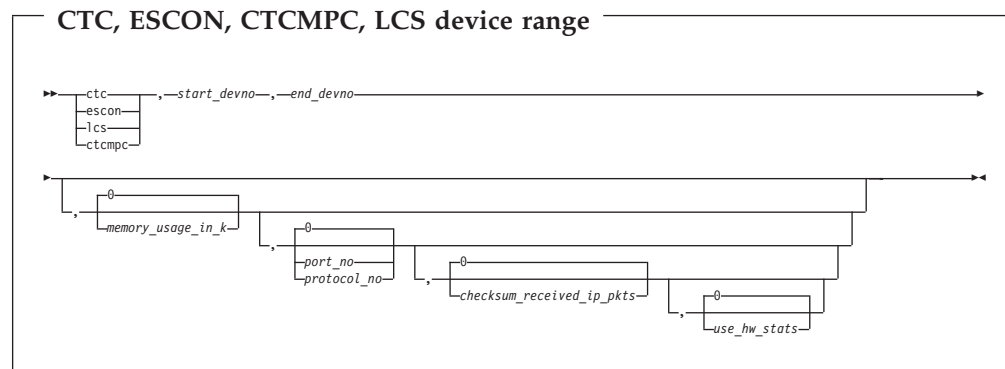 CTC, ESCON, CTCMPC, LCS device range
ctc , start_devno , end_devno
escon
lcs
ctcmpc
0
, memory_usage_in_k
0
, port_no
protocol_no
0
, checksum_received_ip_pkts
0
, use_hw_stats